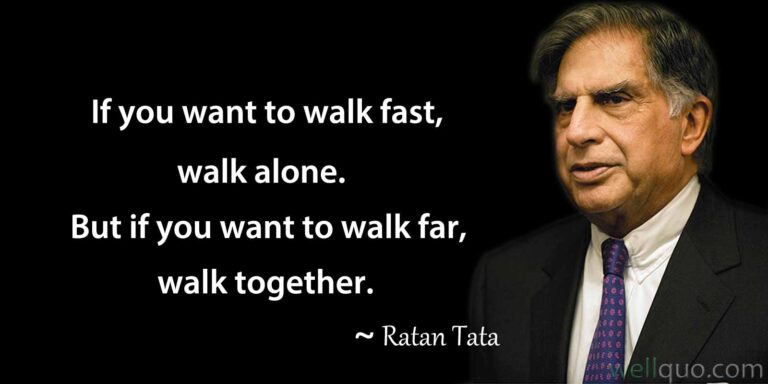 If you want to walk fast,
walk alone.
But if you want to walk far,
walk together.
~ Ratan Tata
wellquo.com